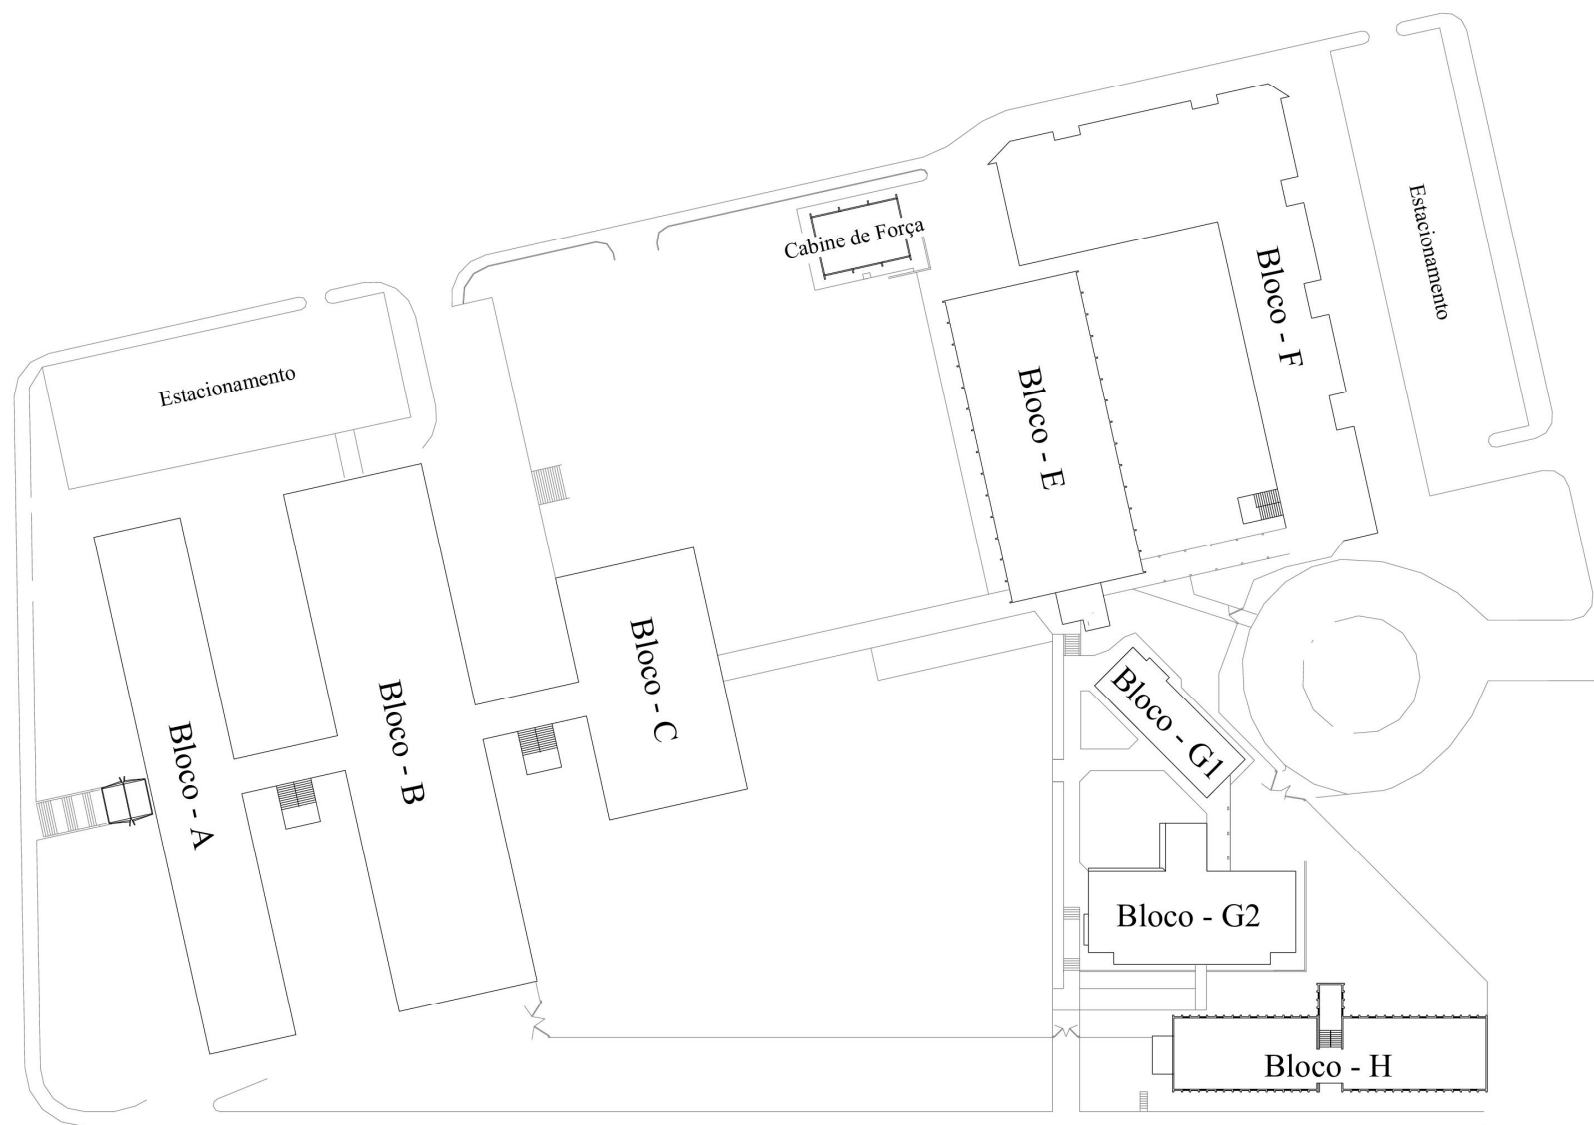 Estacionamento
Cabine de Força
Bloco - F
Estacionamento
Bloco - E
Bloco - C
Bloco - B
Bloco - A
Bloco - G1
Bloco - G2
Bloco - H